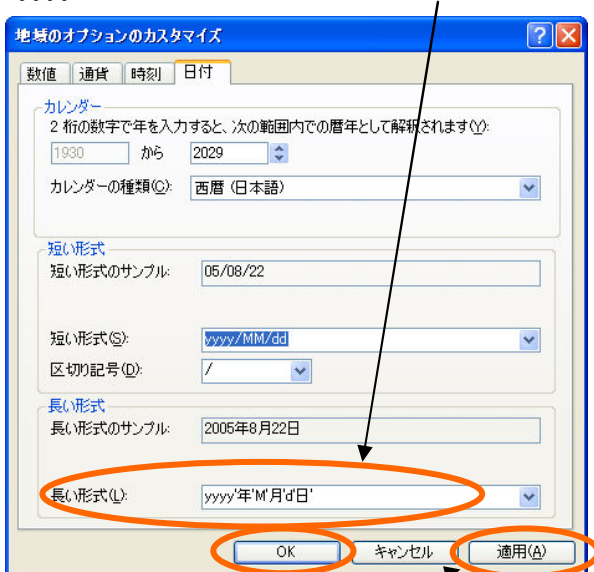 地域のオプションのカスタマイズ
数値 通貨 時刻 日付
カレンダー
2 桁の数字で年を入力すると、次の範囲内での暦年として解釈されます(Y):
1930 から 2029
カレンダーの種類(C): 西暦 (日本語)
短い形式
短い形式のサンプル: 05/08/22
短い形式(S): yyyy/MM/dd
区切り記号(D): /
長い形式
長い形式のサンプル: 2005年8月22日
長い形式(L): yyyy'年'M'月'd'日'
OK キャンセル 適用(A)